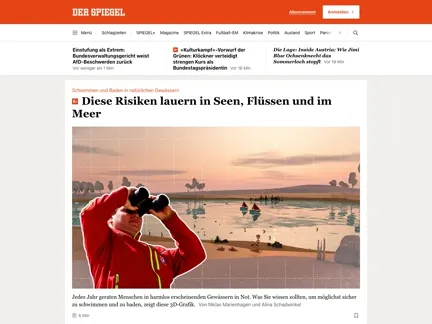 DER SPIEGEL
Abonnement
Anmelden
Menü
Schlagzeilen
SPIEGEL+
Magazine
SPIEGEL Extra
Fußball-EM
Klimakrise
Politik
Ausland
Sport
Einstufung als Extrem:
Bundesverwaltungsgericht weist
AfD-Beschwerden zurück
Vor weniger als 1 Min
S+ »Kulturkampf«-Vorwurf der
Grünen: Klöckner verteidigt
strengen Kurs als
Bundestagspräsidentin Vor 18 Min
Die Lage: Inside Austria: Wie Jimi
Blue Ochsenknecht das
Sommerloch stopft Vor 19 Min
Schwimmen und Baden in natürlichen Gewässern
S+ Diese Risiken lauern in Seen, Flüssen und im
Meer
Jedes Jahr geraten Menschen in harmlos erscheinenden Gewässern in Not. Was Sie wissen sollten, um möglichst sicher
zu schwimmen und zu baden, zeigt diese 3D-Grafik. Von Niklas Marienhagen und Alina Schadwinkel
8 Min